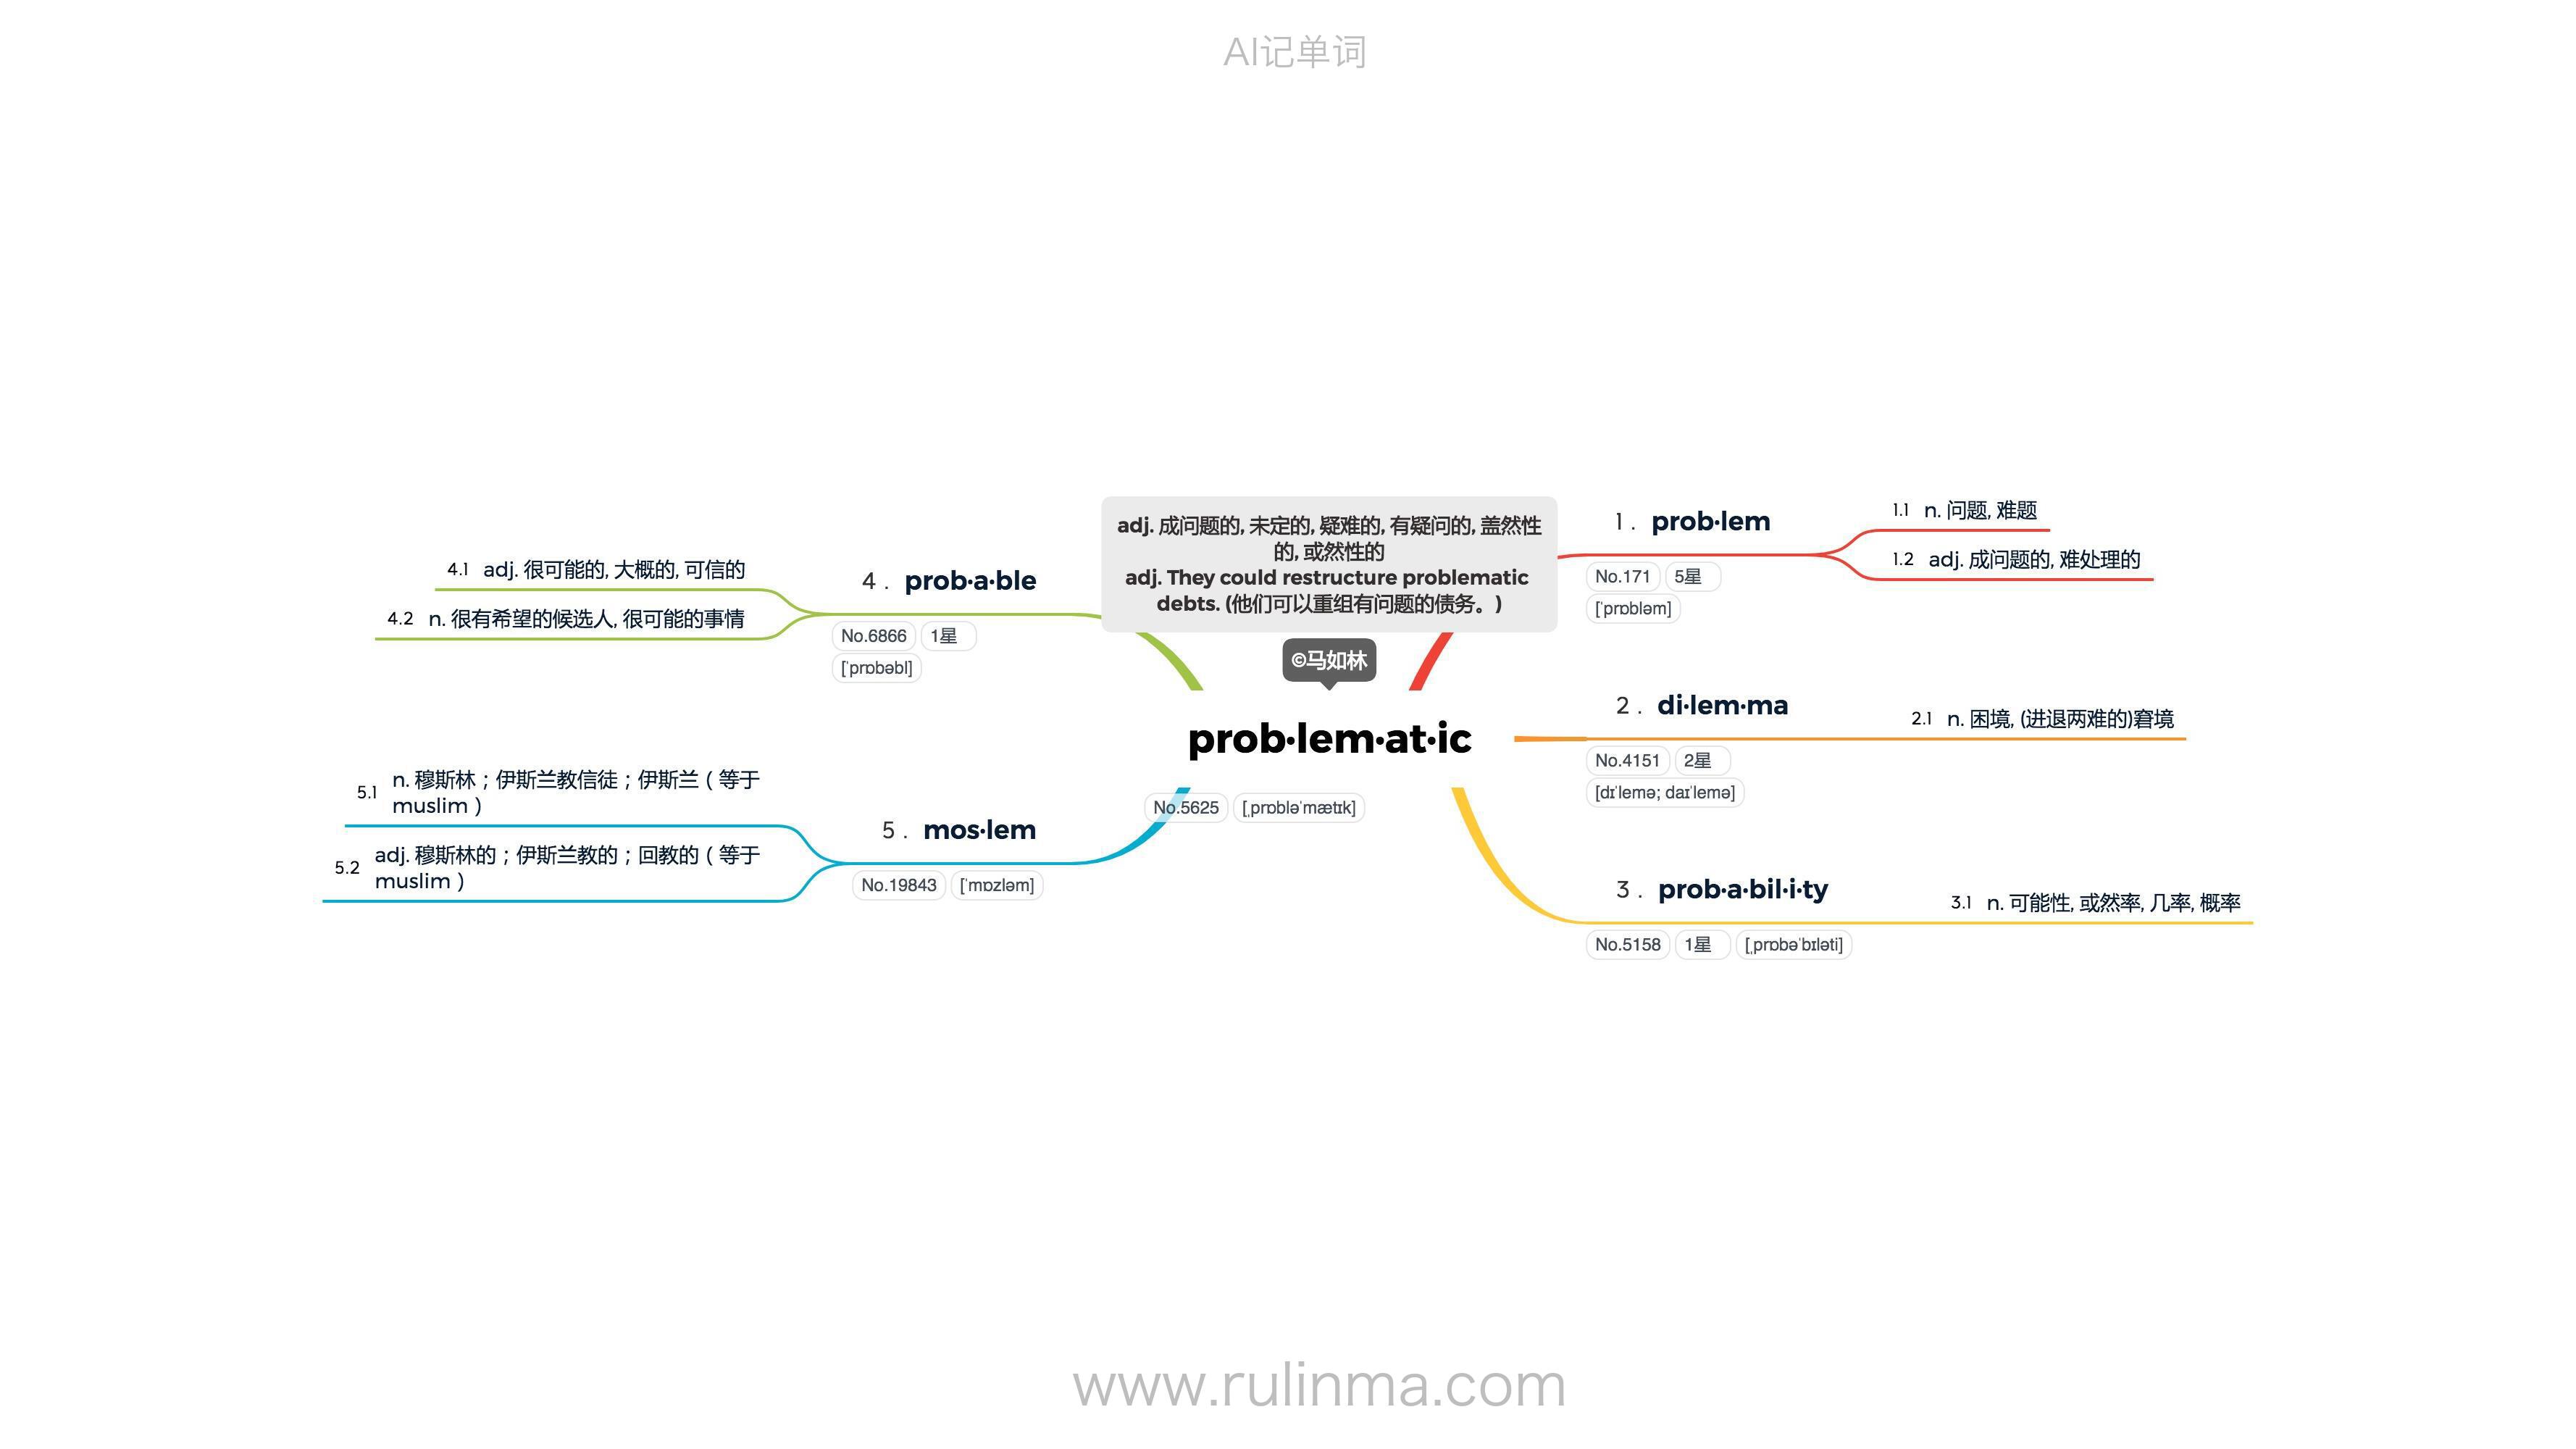 AI记单词
adj. 成问题的, 未定的, 疑难的, 有疑问的, 盖然性
的, 或然性的
adj. They could restructure problematic
debts. (他们可以重组有问题的债务。)
©马如林
prob·lem·at·ic
No.5625 [ˌprɒbləˈmætɪk]
1. prob·lem
No.171 5星
[ˈprɒbləm]
1.1 n. 问题, 难题
1.2 adj. 成问题的, 难处理的
2. di·lem·ma
No.4151 2星
[dɪˈlemə; daɪˈlemə]
2.1 n. 困境, (进退两难的)窘境
3. prob·a·bil·i·ty
No.5158 1星 [ˌprɒbəˈbɪləti]
3.1 n. 可能性, 或然率, 几率, 概率
4. prob·a·ble
No.6866 1星
[ˈprɒbəbl]
4.1 adj. 很可能的, 大概的, 可信的
4.2 n. 很有希望的候选人, 很可能的事情
5. mos·lem
No.19843 [ˈmɒzləm]
5.1 n. 穆斯林；伊斯兰教信徒；伊斯兰（等于
muslim）
5.2 adj. 穆斯林的；伊斯兰教的；回教的（等于
muslim）
www.rulinma.com